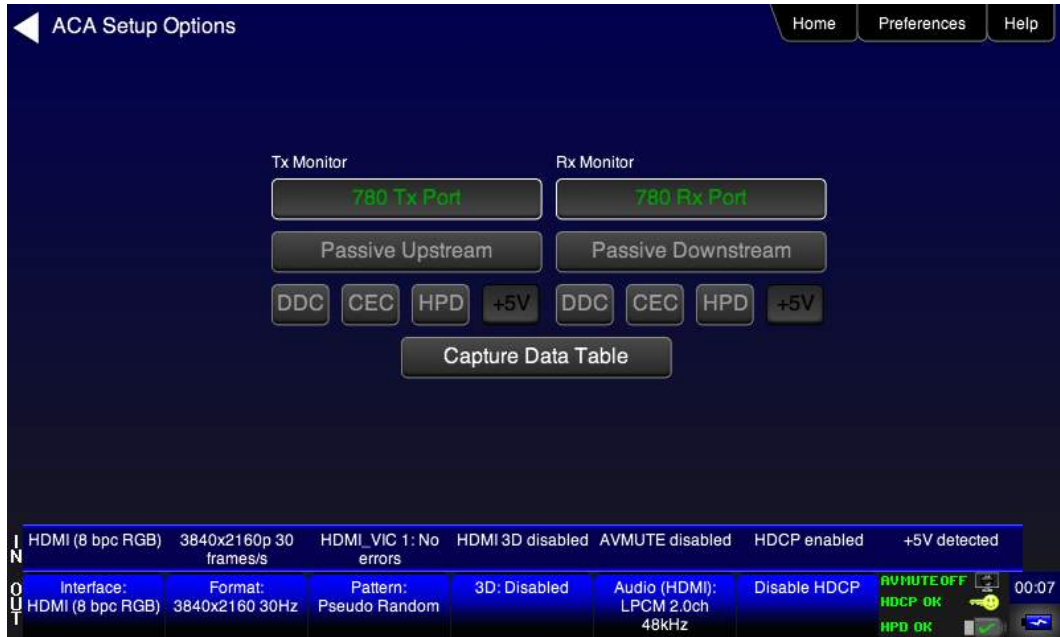 ACA Setup Options
Home Preferences Help
Tx Monitor Rx Monitor
780 Tx Port 780 Rx Port
Passive Upstream Passive Downstream
DDC CEC HPD +5V DDC CEC HPD +5V
Capture Data Table
IN
HDMI (8 bpc RGB)
3840x2160p 30
frames/s
HDMI_VIC 1: No
errors
HDMI 3D disabled
AVMUTE disabled
HDCP enabled
+5V detected
OUT
Interface:
HDMI (8 bpc RGB)
Format:
3840x2160 30Hz
Pattern:
Pseudo Random
3D: Disabled
Audio (HDMI):
LPCM 2.0ch
48kHz
Disable HDCP
AVMUTEOFF
HDCP OK
HPD OK
00:07